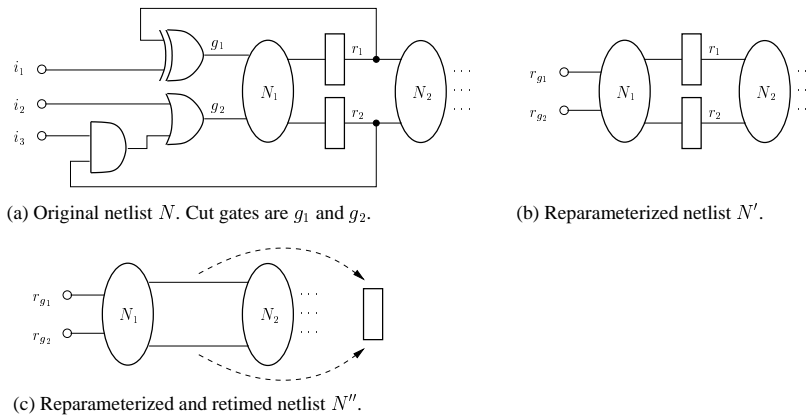 i1
i2
i3
g1
g2
N1
r1
r2
N2
· · ·
· · ·
· · ·
(a) Original netlist N. Cut gates are g1 and g2.
rg1
rg2
N1
r1
r2
N2
· · ·
· · ·
· · ·
(b) Reparameterized netlist N′.
rg1
rg2
N1
N2
· · ·
· · ·
· · ·
(c) Reparameterized and retimed netlist N″.